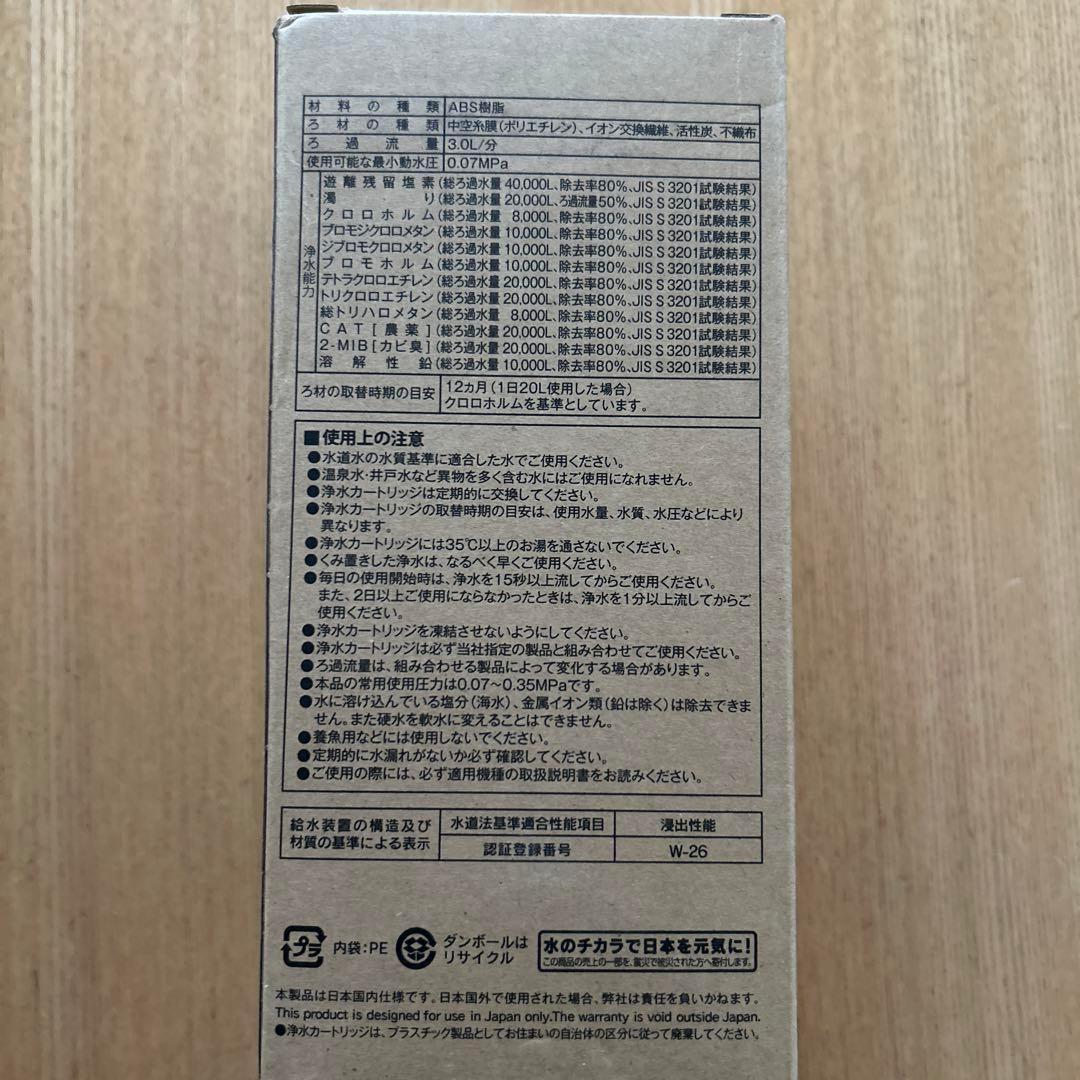 材料の種類 ABS樹脂
ろ材の種類 中空糸膜(ポリエチレン)、イオン交換繊維、活性炭、不織布
ろ過流量 3.0L/分
使用可能な最小動水圧 0.07MPa
浄水能力
遊離残留塩素(総ろ過水量 40,000L、除去率80%、JIS S 3201試験結果)
濁り(総ろ過水量 20,000L、ろ過流量50%、JIS S 3201試験結果)
クロロホルム(総ろ過水量 8,000L、除去率80%、JIS S 3201試験結果)
ブロモジクロロメタン(総ろ過水量 10,000L、除去率80%、JIS S 3201試験結果)
ジブロモクロロメタン(総ろ過水量 10,000L、除去率80%、JIS S 3201試験結果)
ブロモホルム(総ろ過水量 10,000L、除去率80%、JIS S 3201試験結果)
テトラクロロエチレン(総ろ過水量 20,000L、除去率80%、JIS S 3201試験結果)
トリクロロエチレン(総ろ過水量 20,000L、除去率80%、JIS S 3201試験結果)
総トリハロメタン(総ろ過水量 8,000L、除去率80%、JIS S 3201試験結果)
CAT[農薬](総ろ過水量 20,000L、除去率80%、JIS S 3201試験結果)
2-MIB[カビ臭](総ろ過水量 20,000L、除去率80%、JIS S 3201試験結果)
溶解性鉛(総ろ過水量 10,000L、除去率80%、JIS S 3201試験結果)
ろ材の取替時期の目安 12ヵ月(1日20L使用した場合)
クロロホルムを基準としています。
■使用上の注意
●水道水の水質基準に適合した水でご使用ください。
●温泉水・井戸水など異物を多く含む水にはご使用になれません。
●浄水カートリッジは定期的に交換してください。
●浄水カートリッジの取替時期の目安は、使用水量、水質、水圧などにより
異なります。
●浄水カートリッジには35℃以上のお湯を通さないでください。
●くみ置きした浄水は、なるべく早くご使用ください。
●毎日の使用開始時は、浄水を15秒以上流してからご使用ください。
また、2日以上ご使用にならなかったときは、浄水を1分以上流してからご
使用ください。
●浄水カートリッジを凍結させないようにしてください。
●浄水カートリッジは必ず当社指定の製品と組み合わせてご使用ください。
●ろ過流量は、組み合わせる製品によって変化する場合があります。
●本品の常用使用圧力は0.07～0.35MPaです。
●水に溶け込んでいる塩分(海水)、金属イオン類(鉛は除く)は除去できま
せん。また硬水を軟水に変えることはできません。
●養魚用などには使用しないでください。
●定期的に水漏れがないか必ず確認してください。
●ご使用の際には、必ず適用機種の取扱説明書をお読みください。
給水装置の構造及び
材質の基準による表示
水道法基準適合性能項目 浸出性能
認証登録番号 W-26
プラ 内袋:PE
ダンボールは
リサイクル
水のチカラで日本を元気に!
この商品の売上の一部を、震災で被災された方へ寄付します。
本製品は日本国内仕様です。日本国外で使用された場合、弊社は責任を負いかねます。
This product is designed for use in Japan only.The warranty is void outside Japan.
●浄水カートリッジは、プラスチック製品としてお住まいの自治体の区分に従って廃棄してください。